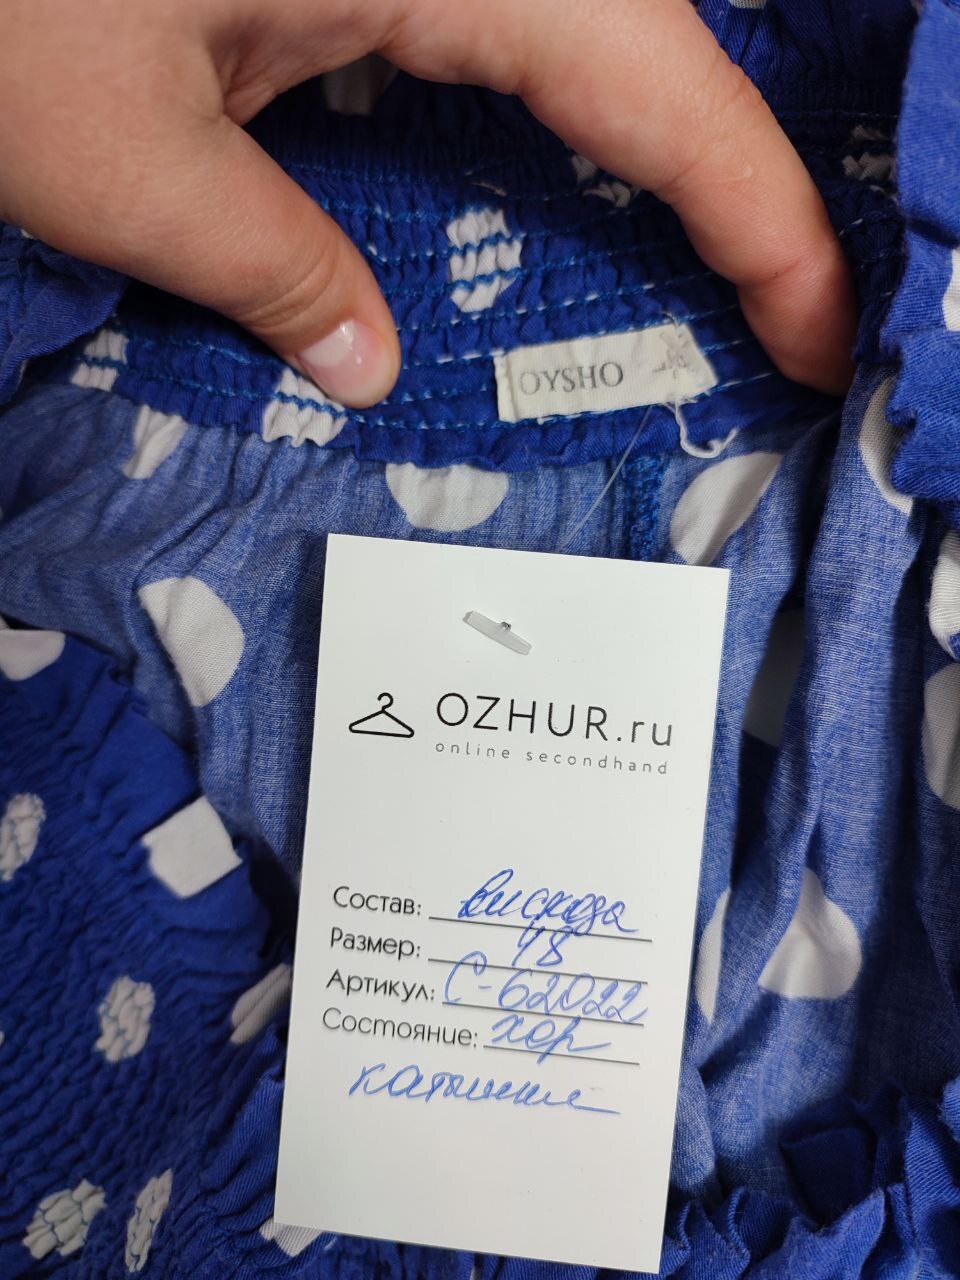 OYSHO
OZHUR.ru
online secondhand
Состав: вискоза
Размер: 48
Артикул: С-62022
Состояние: хор
катышки